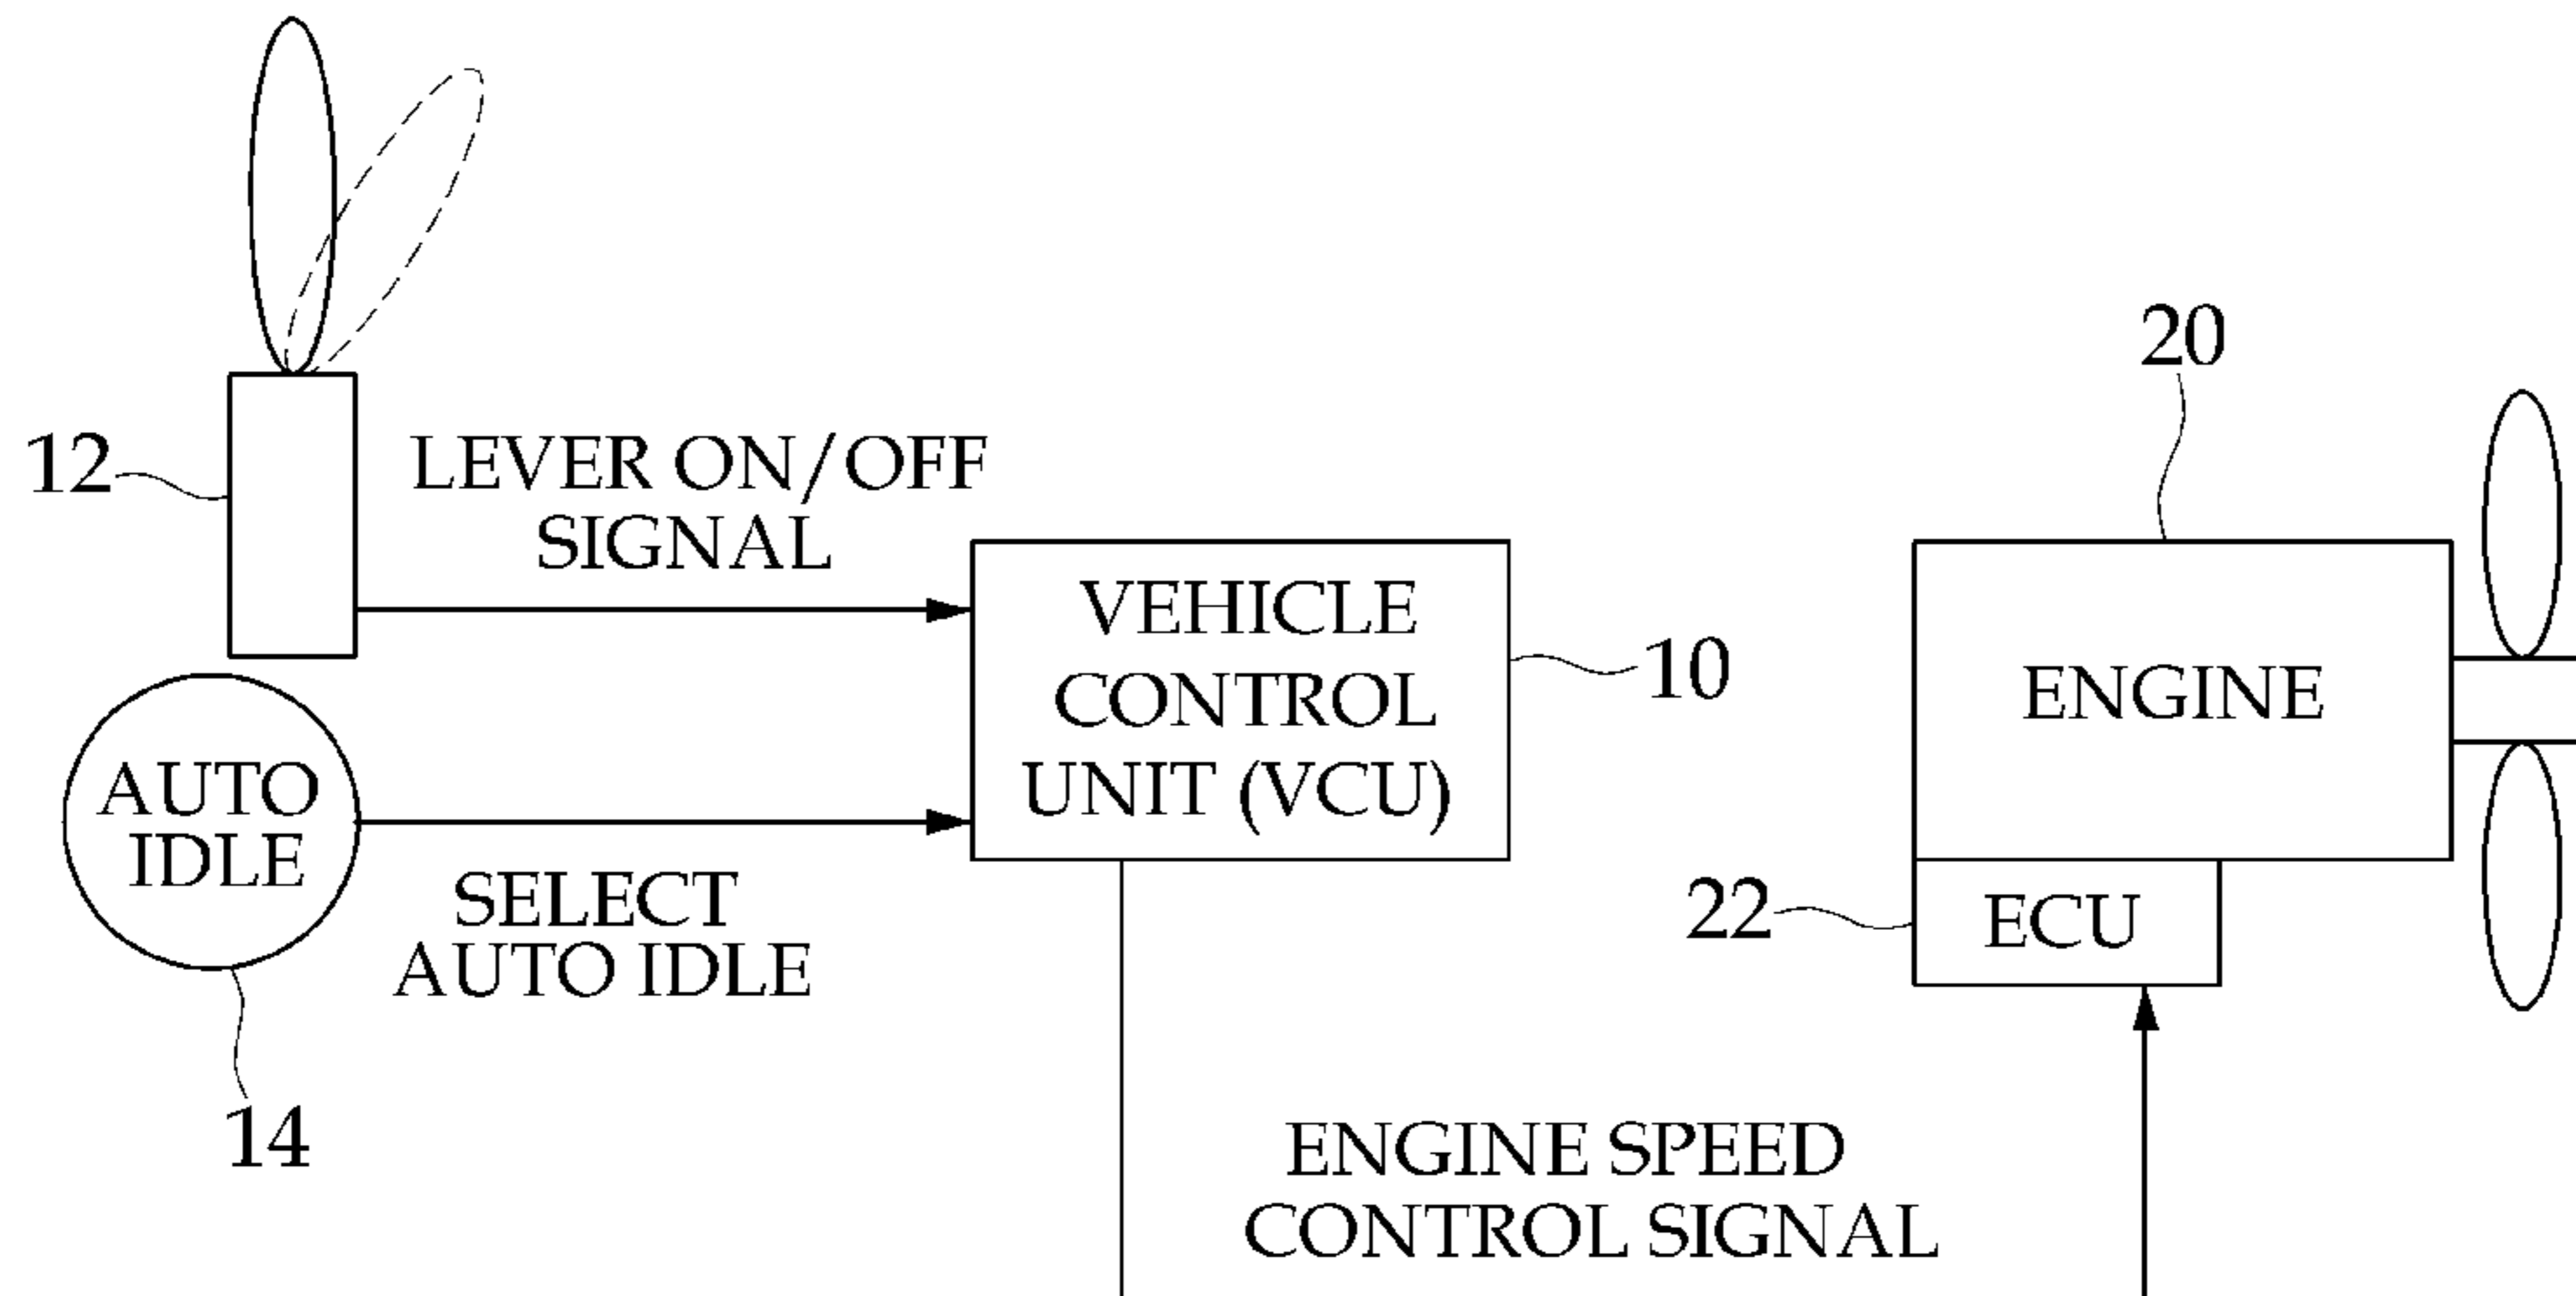 20
12
LEVER ON/OFF
SIGNAL
VEHICLE
CONTROL
UNIT (VCU)
10
ENGINE
AUTO
IDLE
SELECT
AUTO IDLE
22
ECU
14
ENGINE SPEED
CONTROL SIGNAL